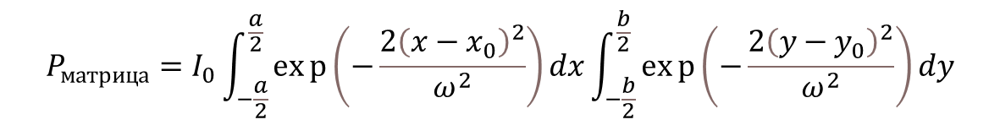 P_матрица = I_0 ∫_{-a/2}^{a/2} exp(-2(x - x_0)^2/ω^2) dx ∫_{-b/2}^{b/2} exp(-2(y - y_0)^2/ω^2) dy